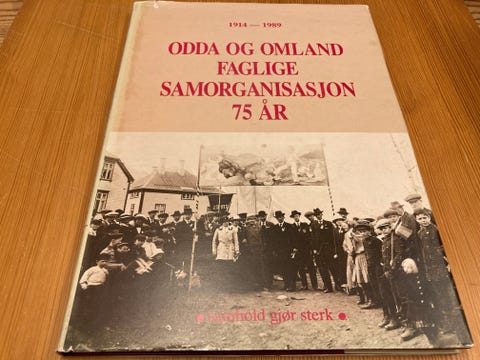 1914 — 1989
ODDA OG OMLAND
FAGLIGE
SAMORGANISASJON
75 ÅR
• samhold gjør sterk •